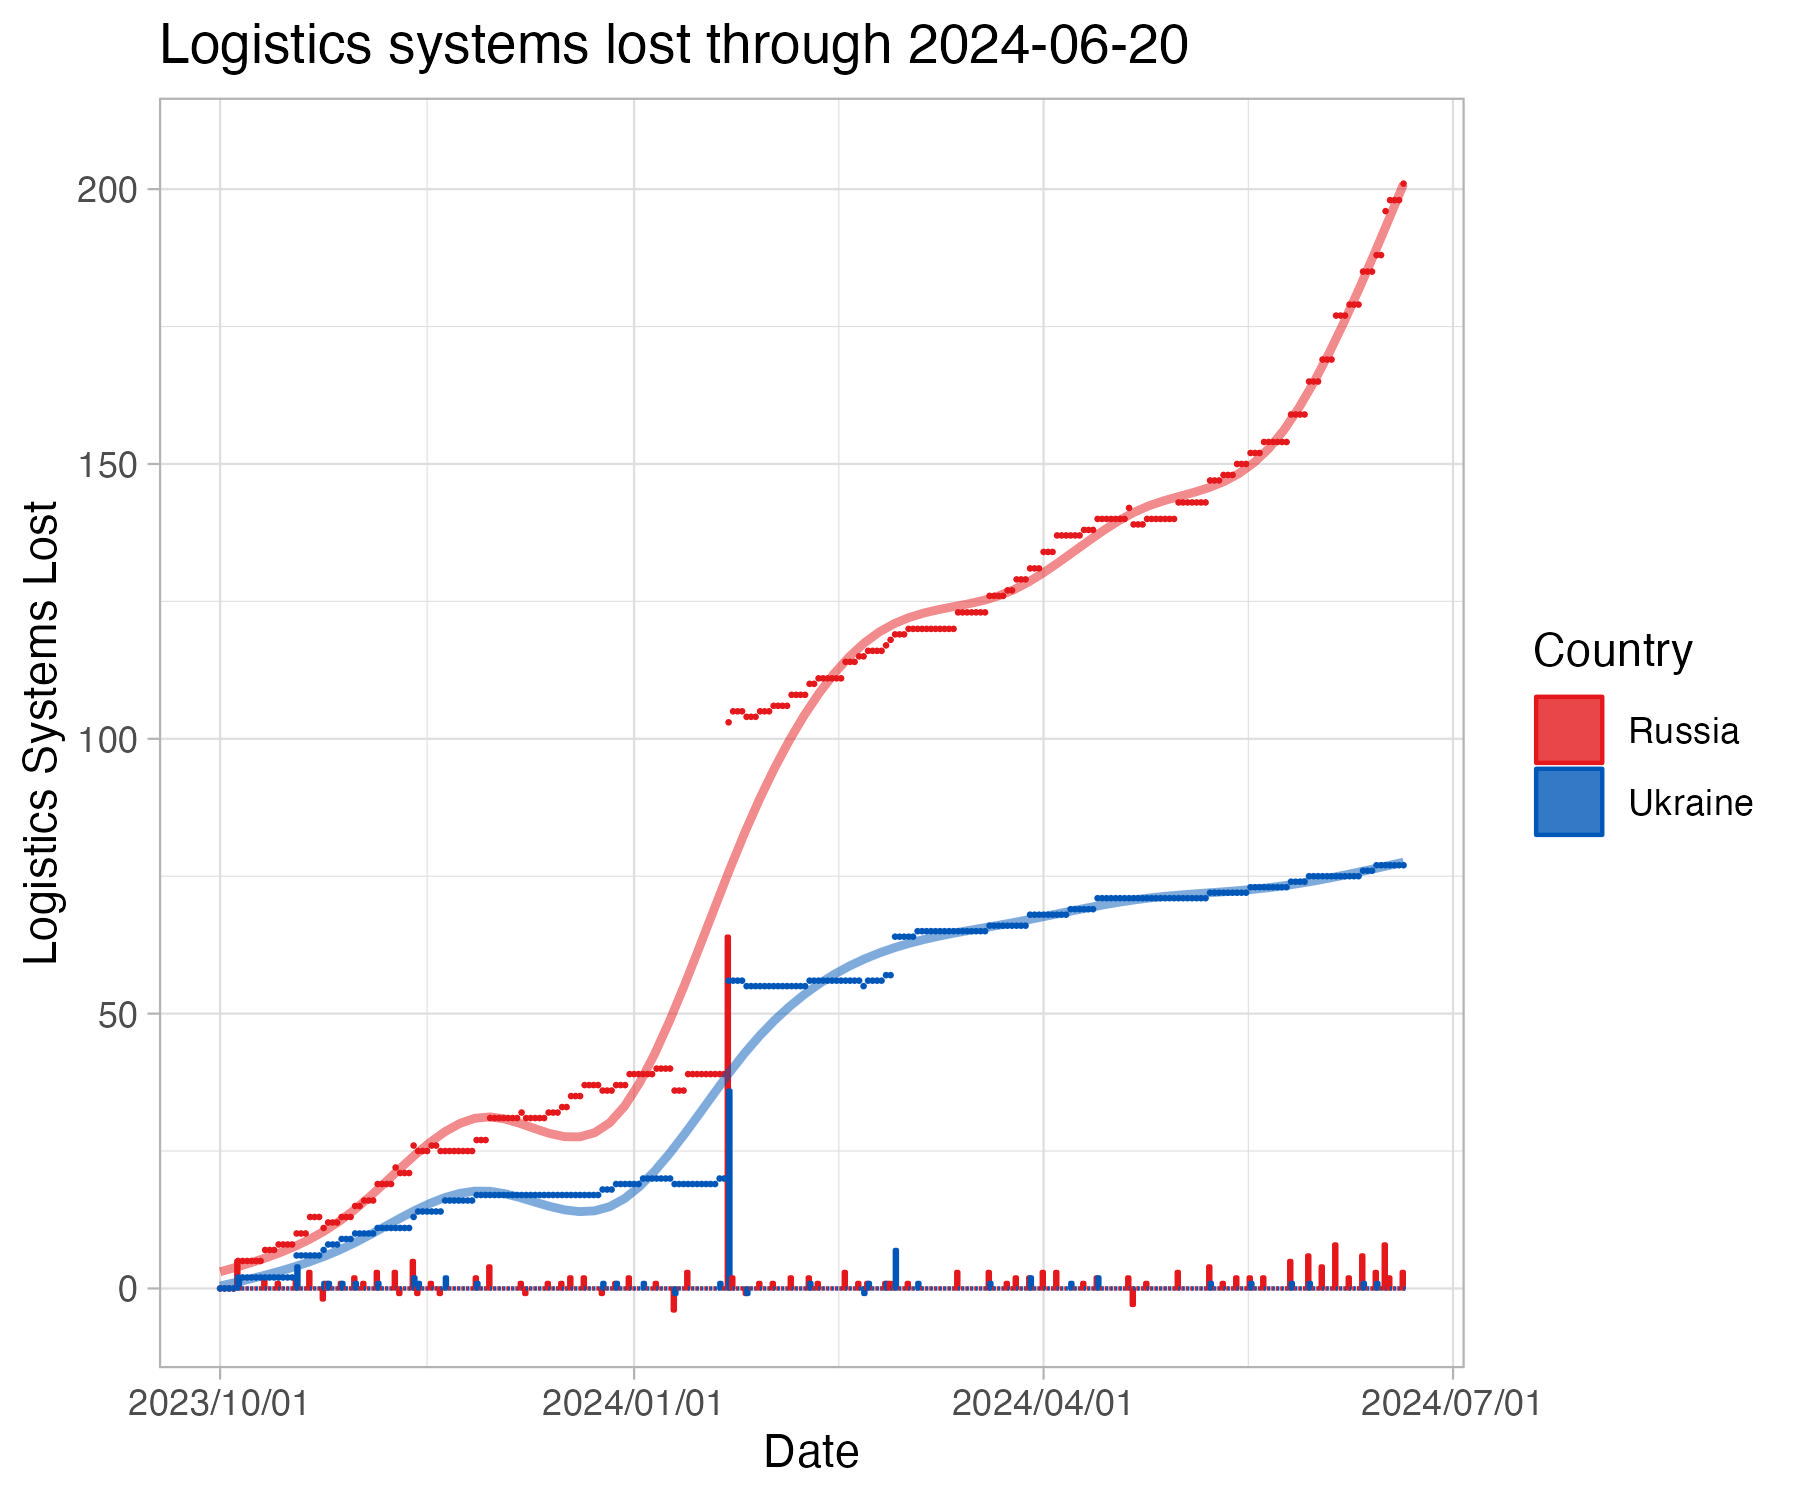 Logistics systems lost through 2024-06-20
Logistics Systems Lost
200
150
100
50
0
2023/10/01
2024/01/01
2024/04/01
2024/07/01
Date
Country
Russia
Ukraine